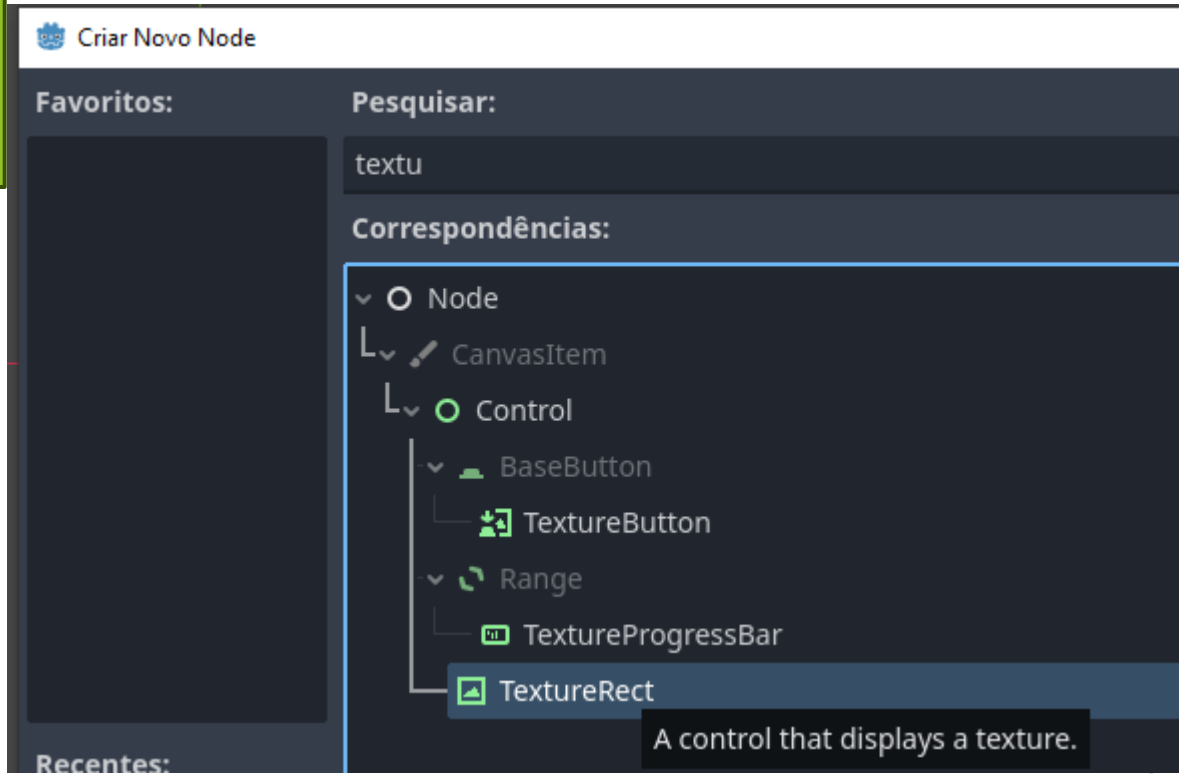 Criar Novo Node
Favoritos:
Pesquisar:
textu
Correspondências:
Node
CanvasItem
Control
BaseButton
TextureButton
Range
TextureProgressBar
TextureRect
A control that displays a texture.
Recentes: